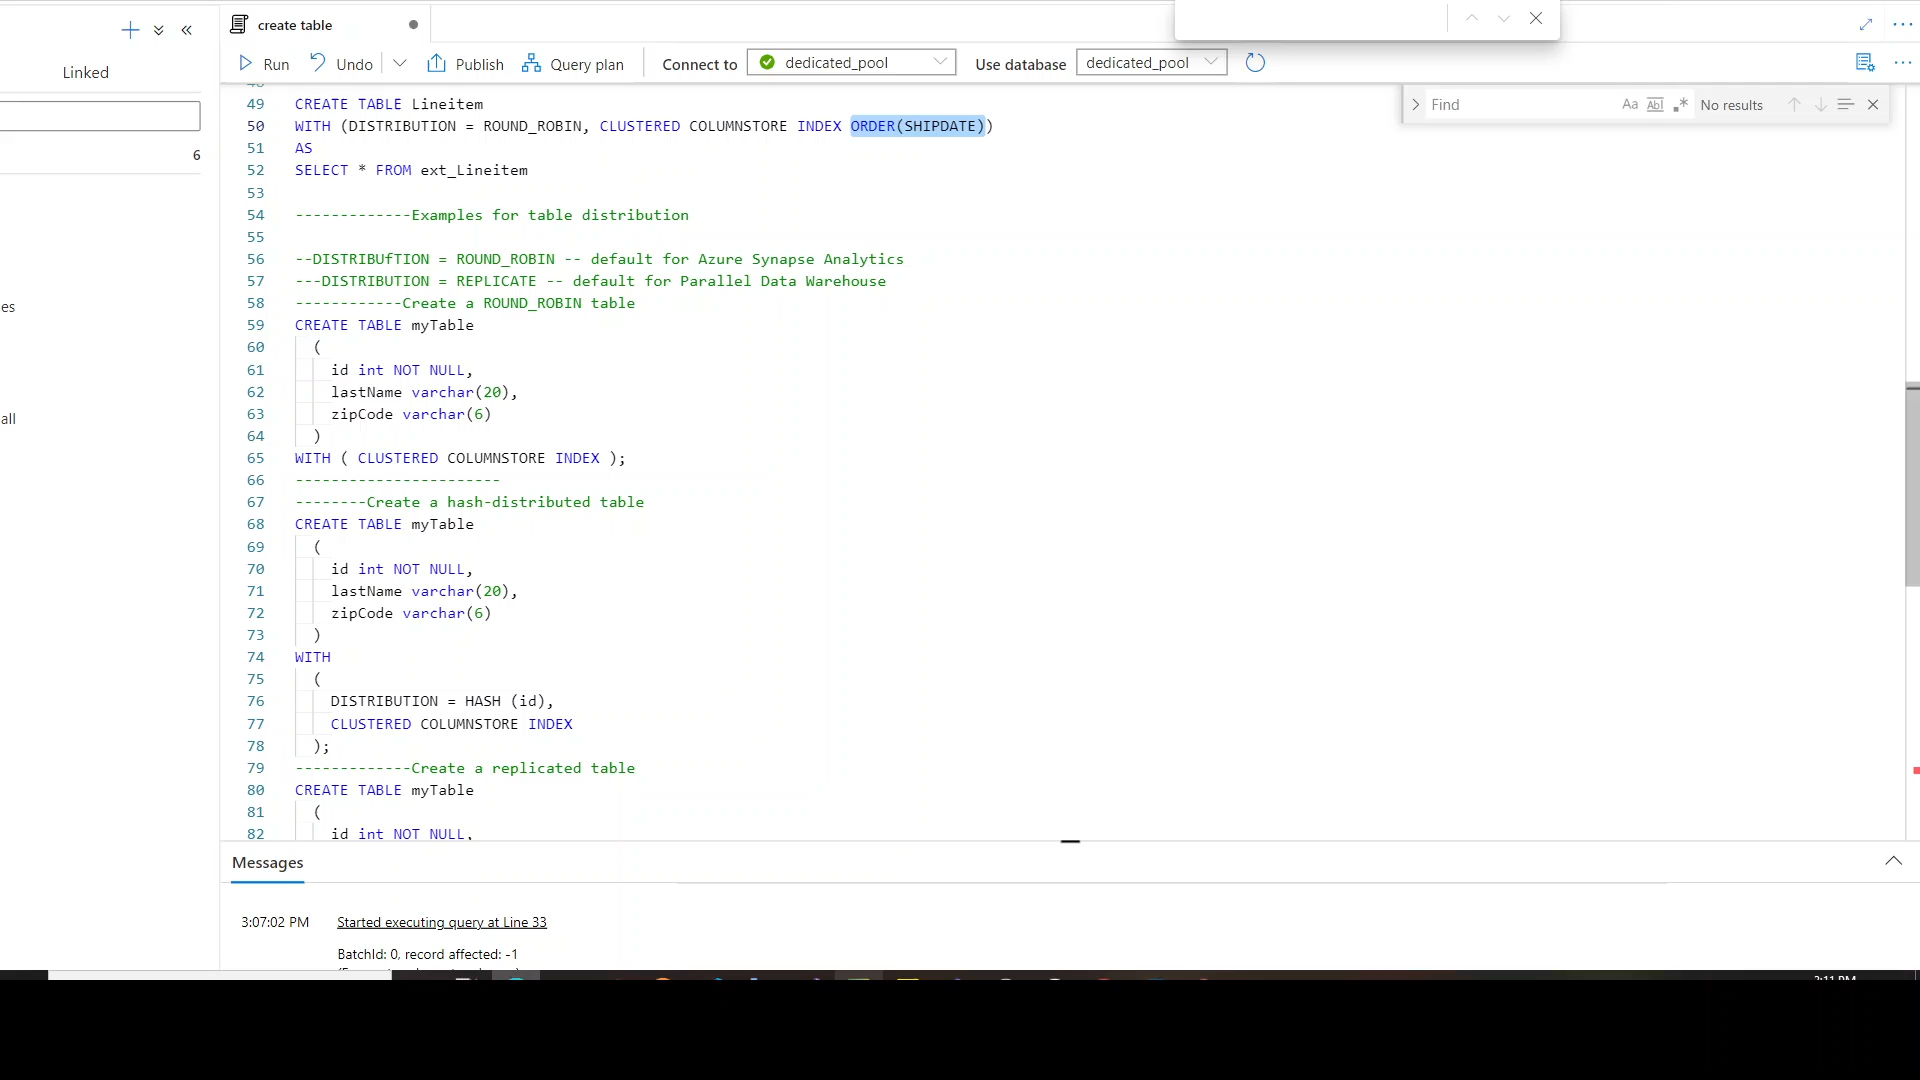 create table
Linked
Run Undo Publish Query plan Connect to dedicated_pool Use database dedicated_pool
Find Aa Abl No results
6
es
all
49 CREATE TABLE Lineitem
50 WITH (DISTRIBUTION = ROUND_ROBIN, CLUSTERED COLUMNSTORE INDEX ORDER(SHIPDATE))
51 AS
52 SELECT * FROM ext_Lineitem
53
54 -------------Examples for table distribution
55
56 --DISTRIBUfTION = ROUND_ROBIN -- default for Azure Synapse Analytics
57 ---DISTRIBUTION = REPLICATE -- default for Parallel Data Warehouse
58 ------------Create a ROUND_ROBIN table
59 CREATE TABLE myTable
60 (
61 id int NOT NULL,
62 lastName varchar(20),
63 zipCode varchar(6)
64 )
65 WITH ( CLUSTERED COLUMNSTORE INDEX );
66 -----------------------
67 --------Create a hash-distributed table
68 CREATE TABLE myTable
69 (
70 id int NOT NULL,
71 lastName varchar(20),
72 zipCode varchar(6)
73 )
74 WITH
75 (
76 DISTRIBUTION = HASH (id),
77 CLUSTERED COLUMNSTORE INDEX
78 );
79 -------------Create a replicated table
80 CREATE TABLE myTable
81 (
82 id int NOT NULL,
Messages
3:07:02 PM Started executing query at Line 33
BatchId: 0, record affected: -1